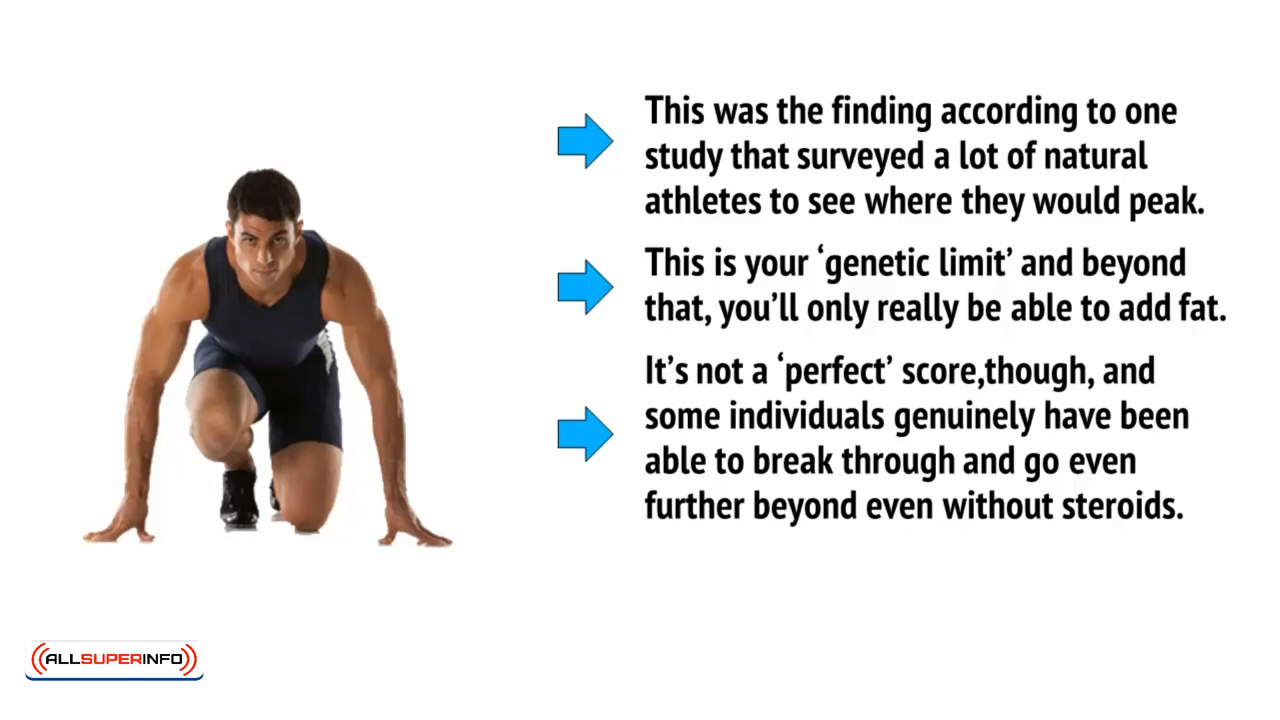 This was the finding according to one
study that surveyed a lot of natural
athletes to see where they would peak.
This is your ‘genetic limit’ and beyond
that, you’ll only really be able to add fat.
It’s not a ‘perfect’ score,though, and
some individuals genuinely have been
able to break through and go even
further beyond even without steroids.
ALLSUPERINFO